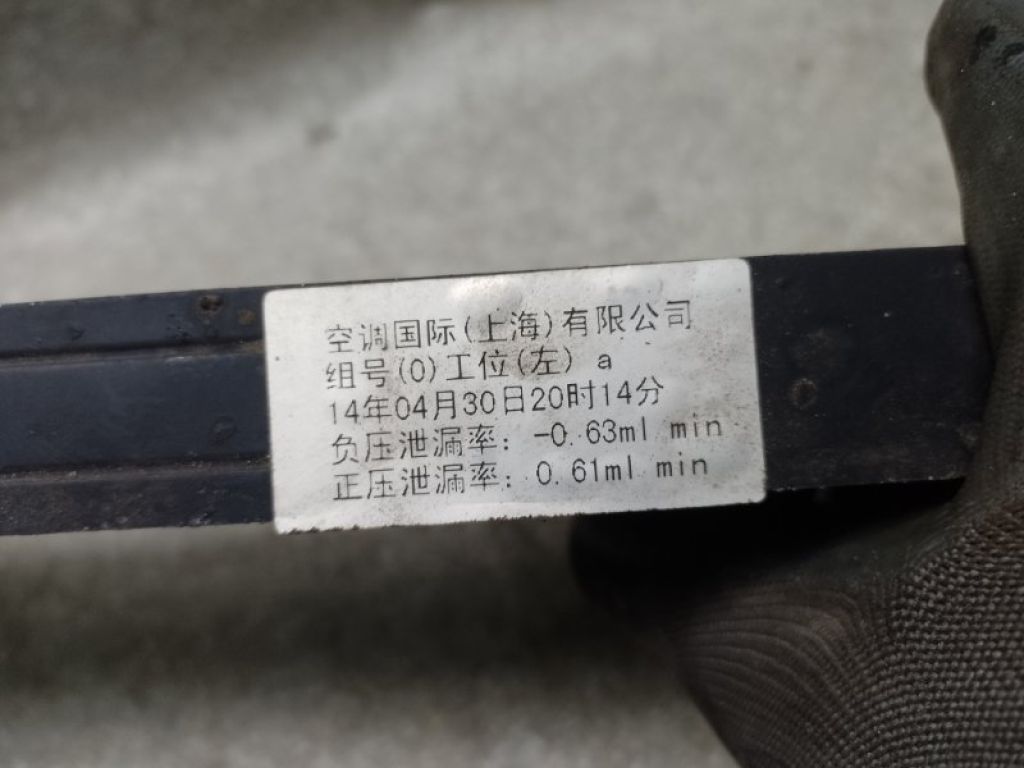 空调国际(上海)有限公司
组号(0)工位(左) a
14年04月30日20时14分
负压泄漏率: -0.63ml min
正压泄漏率: 0.61ml min